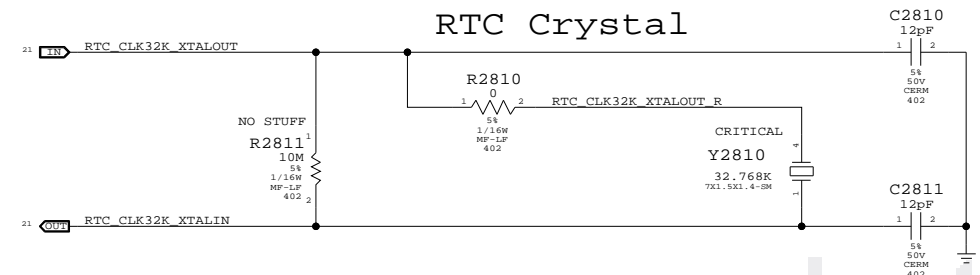 RTC Crystal
C2810
12pF
1 2
5%
50V
CERM
402
21 IN RTC_CLK32K_XTALOUT
R2810
0
1 2 RTC_CLK32K_XTALOUT_R
5%
1/16W
MF-LF
402
NO STUFF
R2811 1
10M
5%
1/16W
MF-LF
402 2
CRITICAL
4
Y2810
32.768K
7X1.5X1.4-SM
1
C2811
12pF
1 2
5%
50V
CERM
402
21 OUT RTC_CLK32K_XTALIN